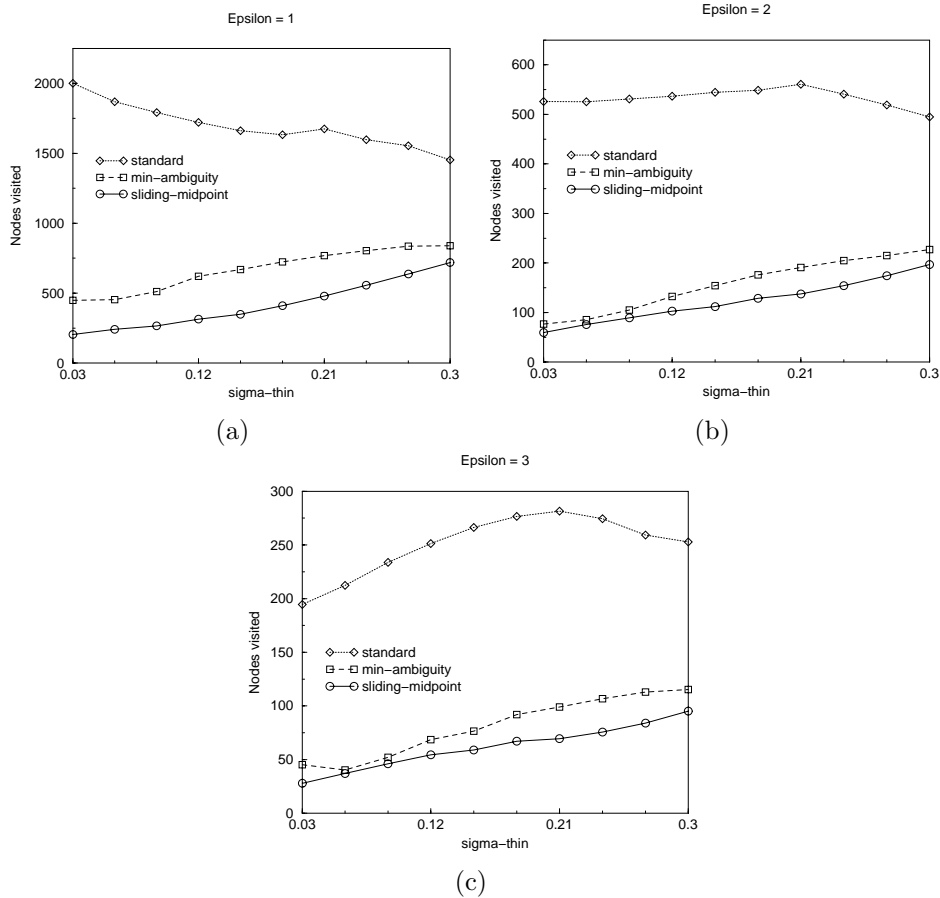 Epsilon = 1
2000
1500
1000
500
0
Nodes visited
standard
min−ambiguity
sliding−midpoint
0.03
0.12
0.21
0.3
sigma−thin
(a)
Epsilon = 2
600
500
400
300
200
100
0
Nodes visited
standard
min−ambiguity
sliding−midpoint
0.03
0.12
0.21
0.3
sigma−thin
(b)
Epsilon = 3
300
250
200
150
100
50
0
Nodes visited
standard
min−ambiguity
sliding−midpoint
0.03
0.12
0.21
0.3
sigma−thin
(c)